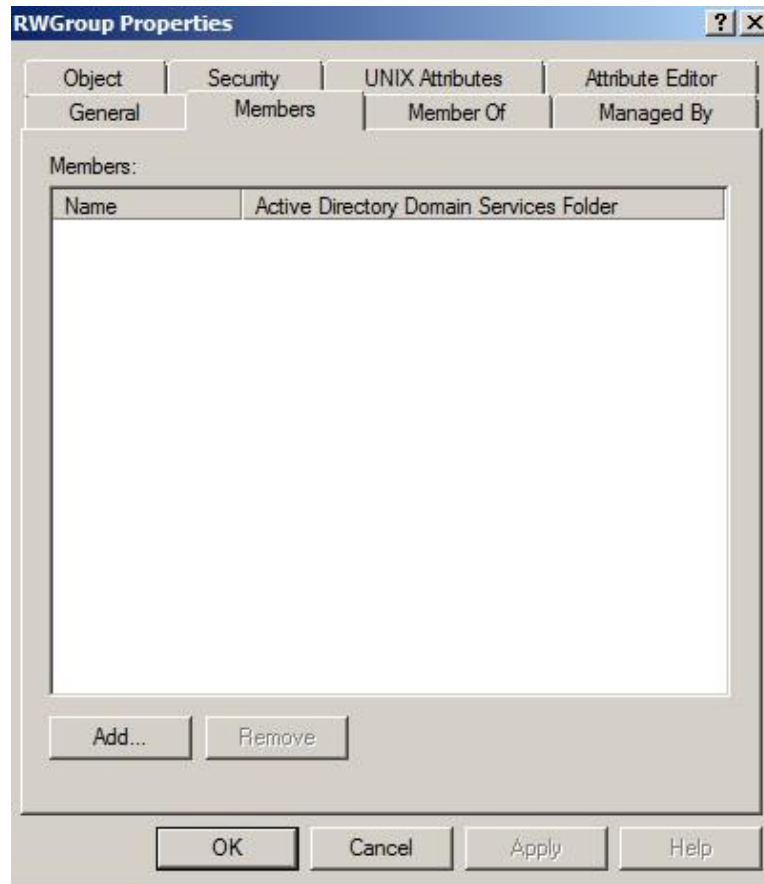 RWGroup Properties
Object Security UNIX Attributes Attribute Editor
General Members Member Of Managed By
Members:
Name Active Directory Domain Services Folder
Add... Remove
OK Cancel Apply Help